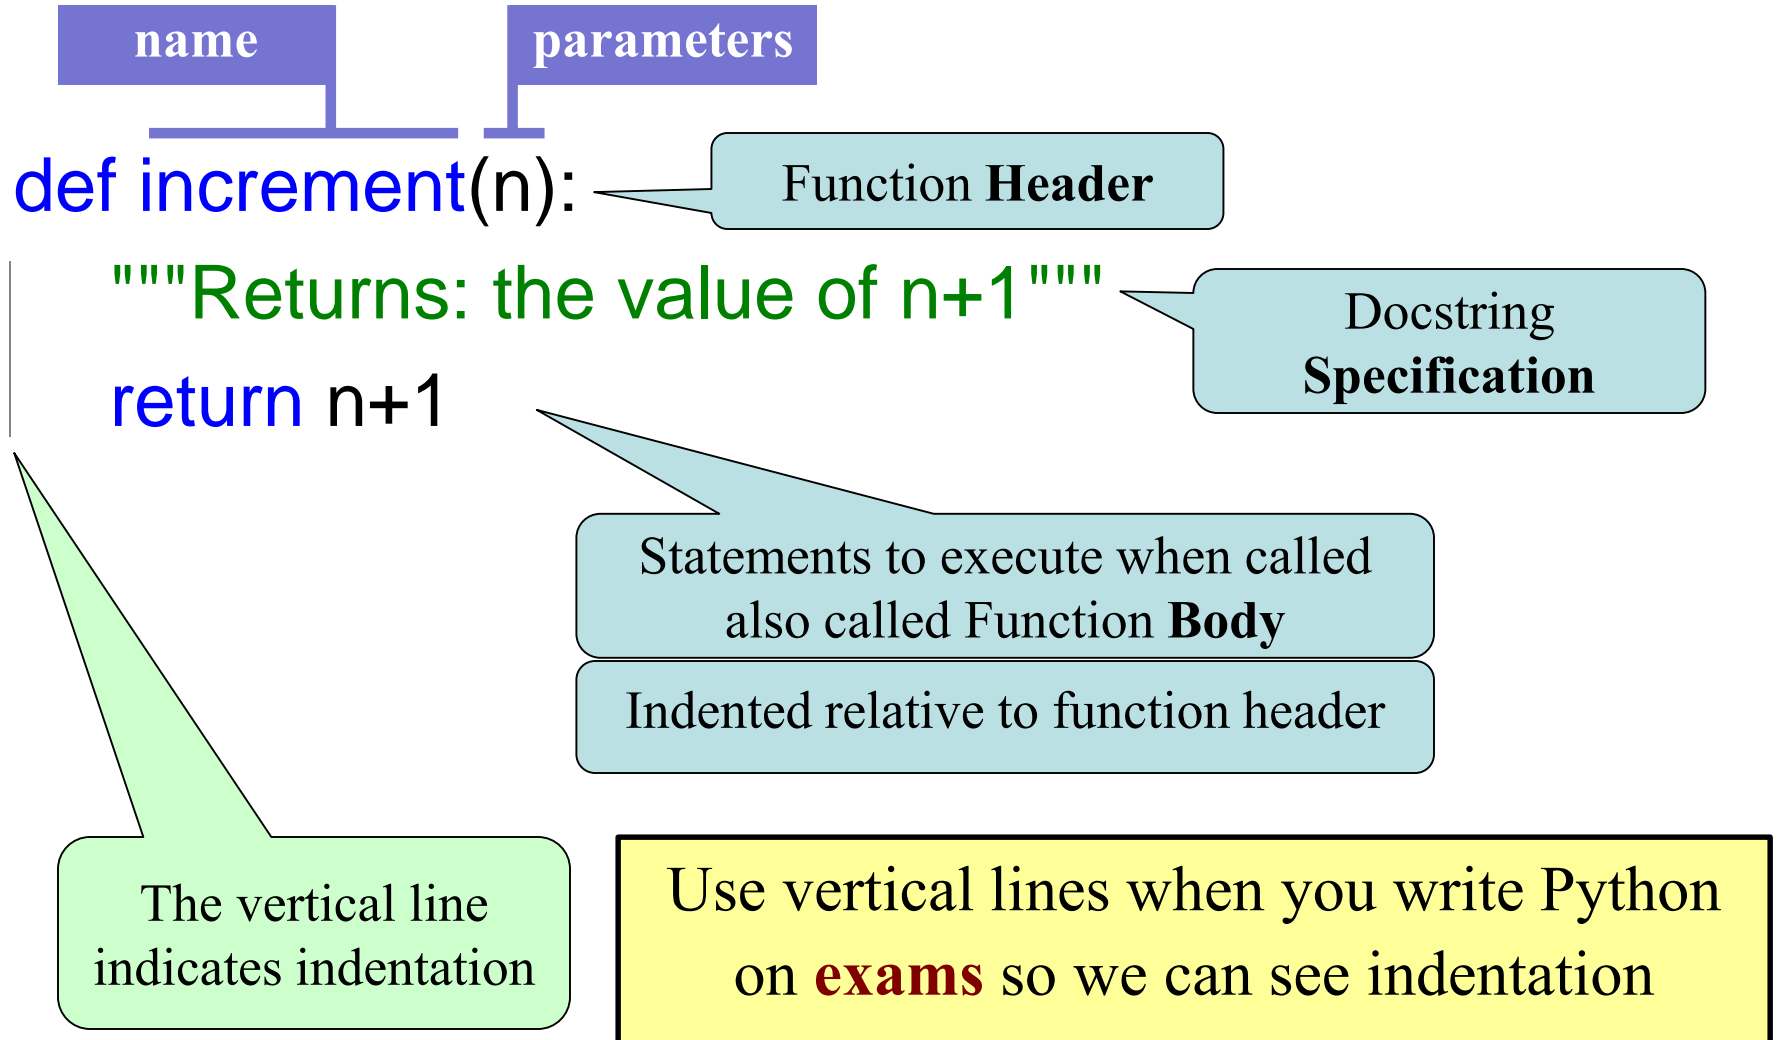 name
parameters
def increment(n):
Function Header
"""Returns: the value of n+1"""
Docstring
Specification
return n+1
Statements to execute when called
also called Function Body
Indented relative to function header
The vertical line
indicates indentation
Use vertical lines when you write Python
on exams so we can see indentation